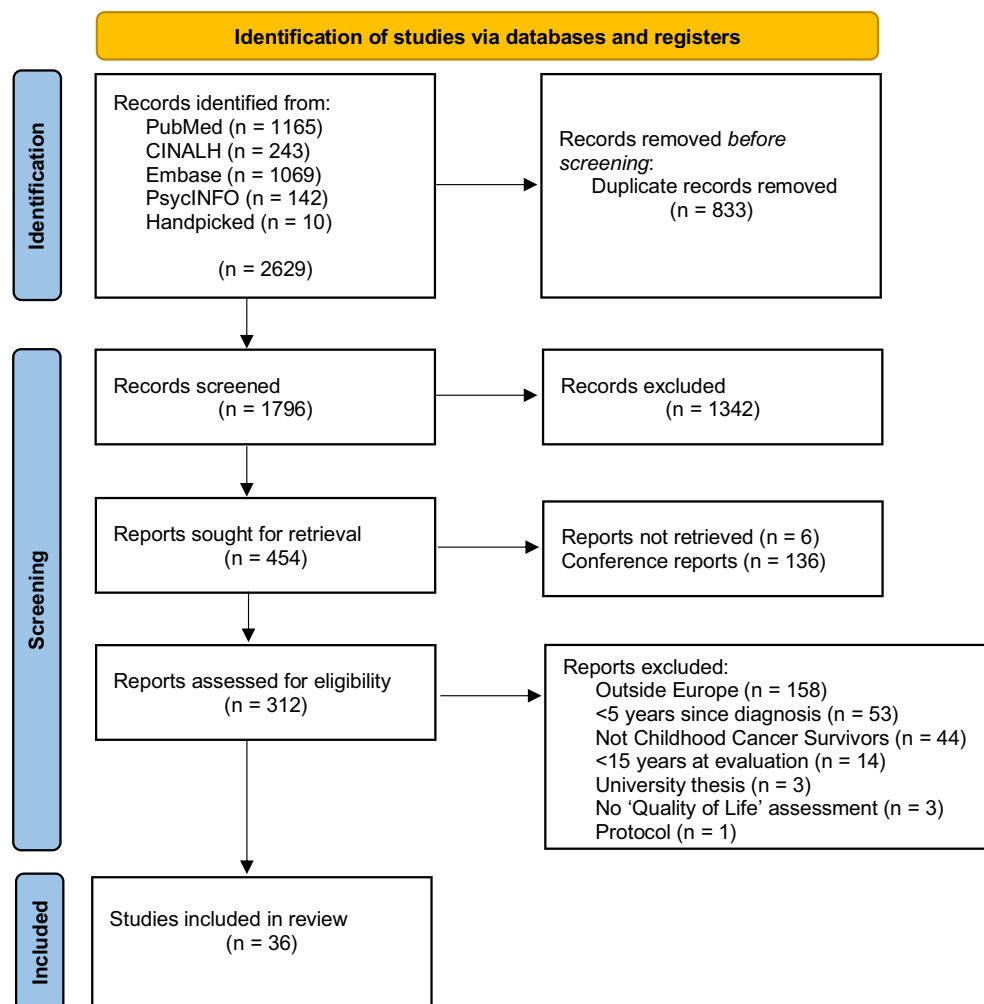 Identification of studies via databases and registers
Identification
Records identified from:
PubMed (n = 1165)
CINALH (n = 243)
Embase (n = 1069)
PsycINFO (n = 142)
Handpicked (n = 10)
(n = 2629)
Records removed before
screening:
Duplicate records removed
(n = 833)
Screening
Records screened
(n = 1796)
Records excluded
(n = 1342)
Reports sought for retrieval
(n = 454)
Reports not retrieved (n = 6)
Conference reports (n = 136)
Reports assessed for eligibility
(n = 312)
Reports excluded:
Outside Europe (n = 158)
<5 years since diagnosis (n = 53)
Not Childhood Cancer Survivors (n = 44)
<15 years at evaluation (n = 14)
University thesis (n = 3)
No ‘Quality of Life’ assessment (n = 3)
Protocol (n = 1)
Included
Studies included in review
(n = 36)